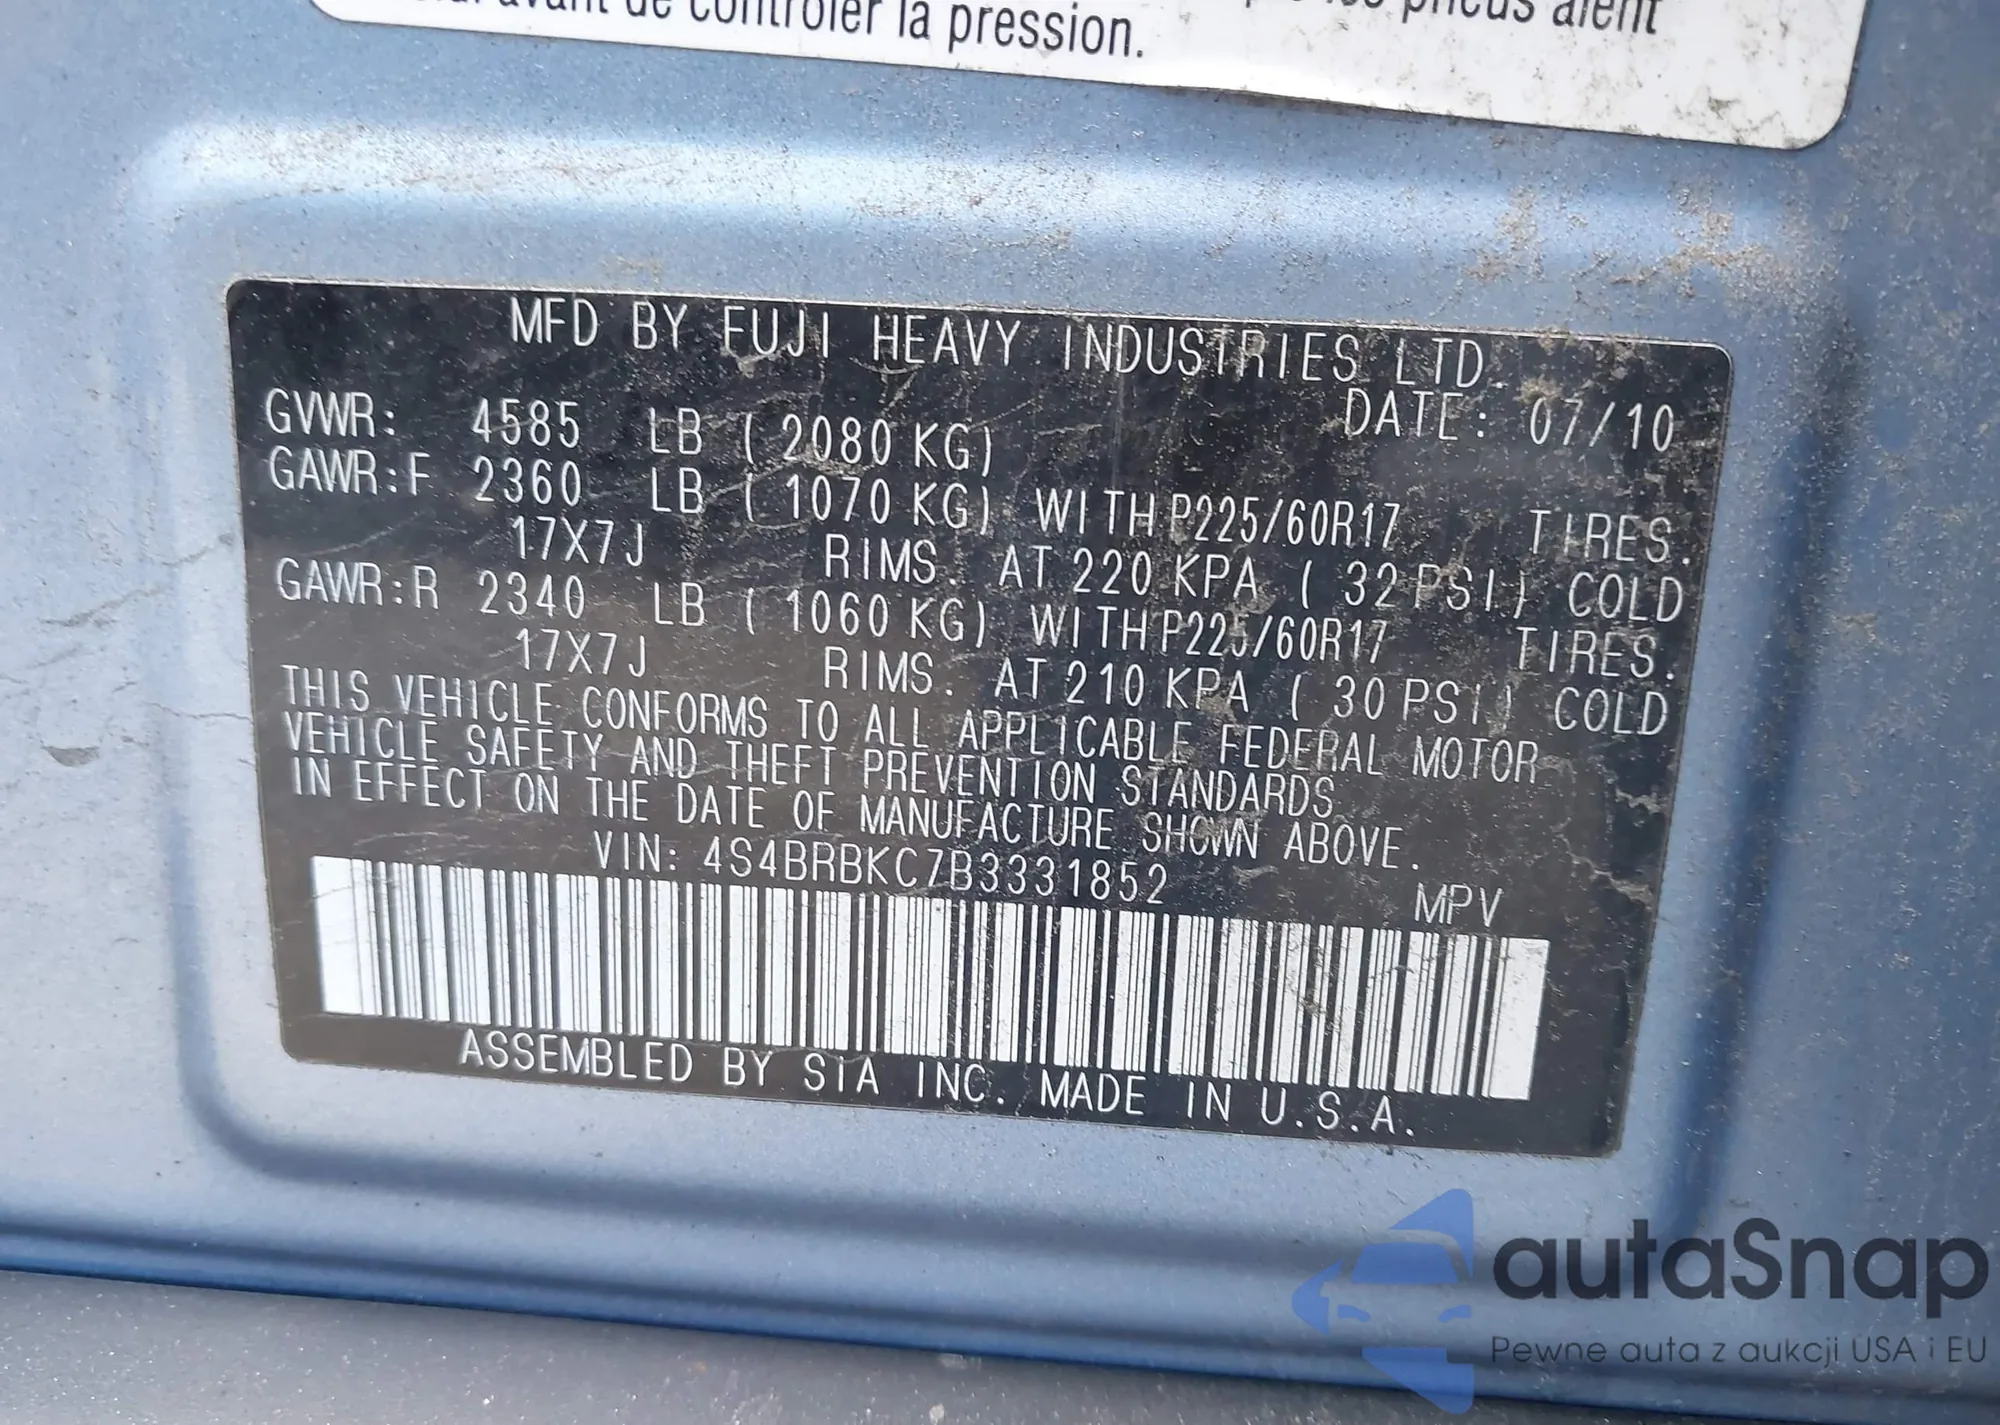 avant de contrôler la pression.
les pneus aient
MFD BY FUJI HEAVY INDUSTRIES LTD.
DATE: 07/10
GVWR: 4585 LB ( 2080 KG)
GAWR:F 2360 LB ( 1070 KG) WITH P225/60R17 TIRES.
17X7J RIMS. AT 220 KPA ( 32 PSI) COLD
GAWR:R 2340 LB ( 1060 KG) WITH P225/60R17 TIRES.
17X7J RIMS. AT 210 KPA ( 30 PSI) COLD
THIS VEHICLE CONFORMS TO ALL APPLICABLE FEDERAL MOTOR
VEHICLE SAFETY AND THEFT PREVENTION STANDARDS
IN EFFECT ON THE DATE OF MANUFACTURE SHOWN ABOVE.
VIN: 4S4BRBKC7B3331852
MPV
ASSEMBLED BY SIA INC. MADE IN U.S.A.
autaSnap
Pewne auta z aukcji USA i EU